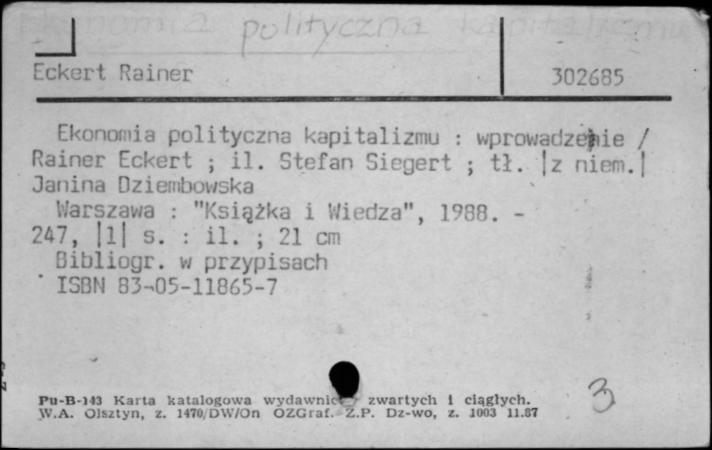 Ekonomia polityczna kapitalizmu
Eckert Rainer 302685
Ekonomia polityczna kapitalizmu : wprowadzenie /
Rainer Eckert ; il. Stefan Siegert ; tł. |z niem.|
Janina Dziembowska
Warszawa : "Książka i Wiedza", 1988. -
247, |1| s. : il. ; 21 cm
Bibliogr. w przypisach
ISBN 83-05-11865-7
Pu-B-143 Karta katalogowa wydawnic zwartych i ciągłych.
W.A. Olsztyn, z. 1470/DW/On OZGraf. Z.P. Dz-wo, z. 1003 11.87
3